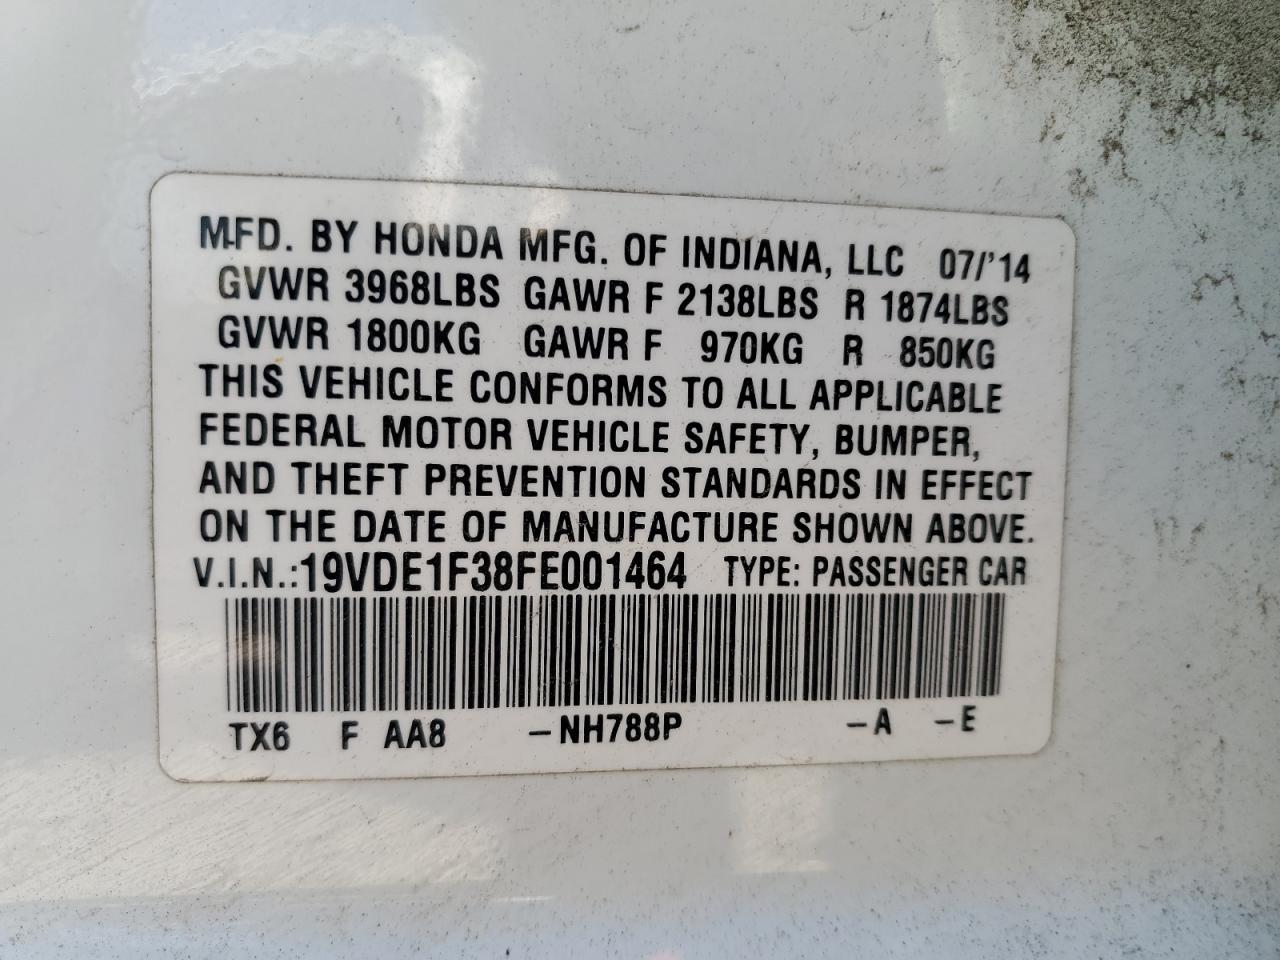 MFD. BY HONDA MFG. OF INDIANA, LLC 07/'14
GVWR 3968LBS GAWR F 2138LBS R 1874LBS
GVWR 1800KG GAWR F 970KG R 850KG
THIS VEHICLE CONFORMS TO ALL APPLICABLE
FEDERAL MOTOR VEHICLE SAFETY, BUMPER,
AND THEFT PREVENTION STANDARDS IN EFFECT
ON THE DATE OF MANUFACTURE SHOWN ABOVE.
V.I.N.:19VDE1F38FE001464 TYPE: PASSENGER CAR
TX6 F AA8 -NH788P -A -E